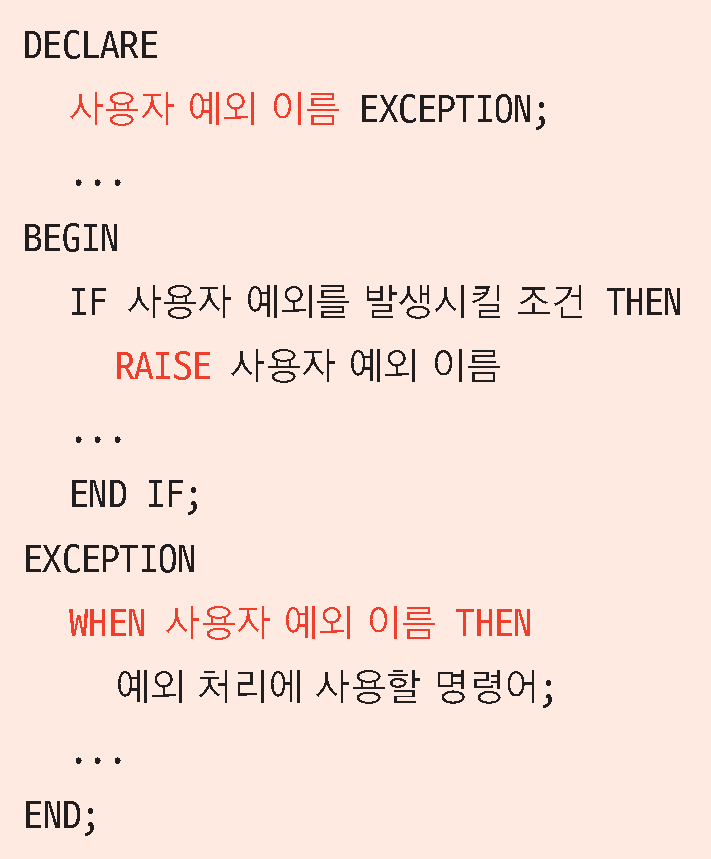 DECLARE
사용자 예외 이름 EXCEPTION;
...
BEGIN
IF 사용자 예외를 발생시킬 조건 THEN
RAISE 사용자 예외 이름
...
END IF;
EXCEPTION
WHEN 사용자 예외 이름 THEN
예외 처리에 사용할 명령어;
...
END;